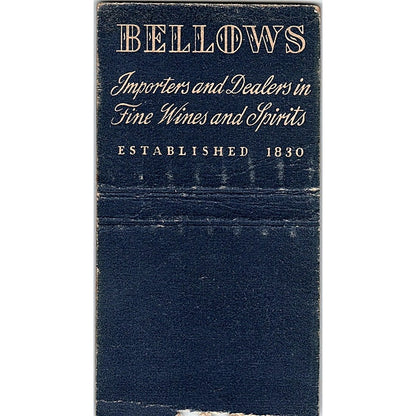 BELLOWS
Importers and Dealers in
Fine Wines and Spirits
ESTABLISHED 1830